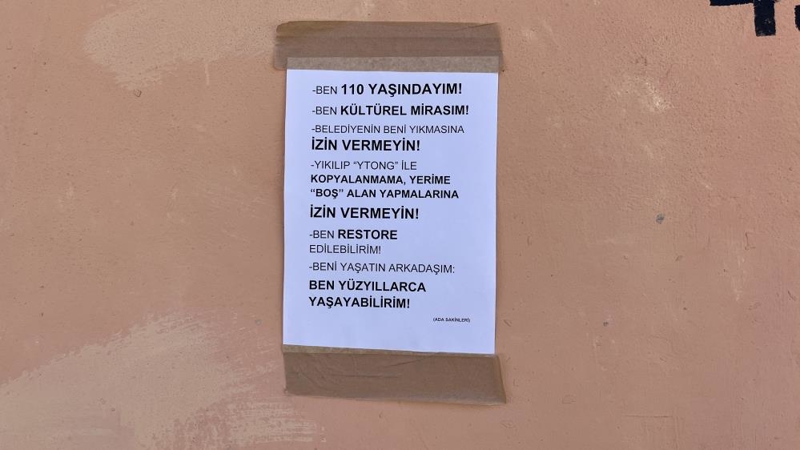 -BEN 110 YAŞINDAYIM!
-BEN KÜLTÜREL MİRASIM!
-BELEDİYENİN BENİ YIKMASINA
İZİN VERMEYİN!
-YIKILIP “YTONG” İLE
KOPYALANMAMA, YERİME
“BOŞ” ALAN YAPMALARINA
İZİN VERMEYİN!
-BEN RESTORE
EDİLEBİLİRİM!
-BENİ YAŞATIN ARKADAŞIM:
BEN YÜZYILLARCA
YAŞAYABİLİRİM!
(ADA SAKİNLERİ)